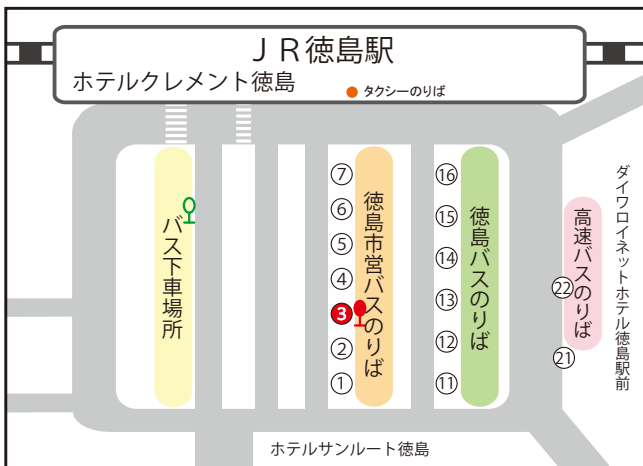 JR徳島駅
ホテルクレメント徳島
タクシーのりば
バス下車場所
⑦
⑥
⑤
④
③
②
①
徳島市営バスのりば
⑯
⑮
⑭
⑬
⑫
⑪
徳島バスのりば
高速バスのりば
㉒
㉑
ダイワロイネットホテル徳島駅前
ホテルサンルート徳島